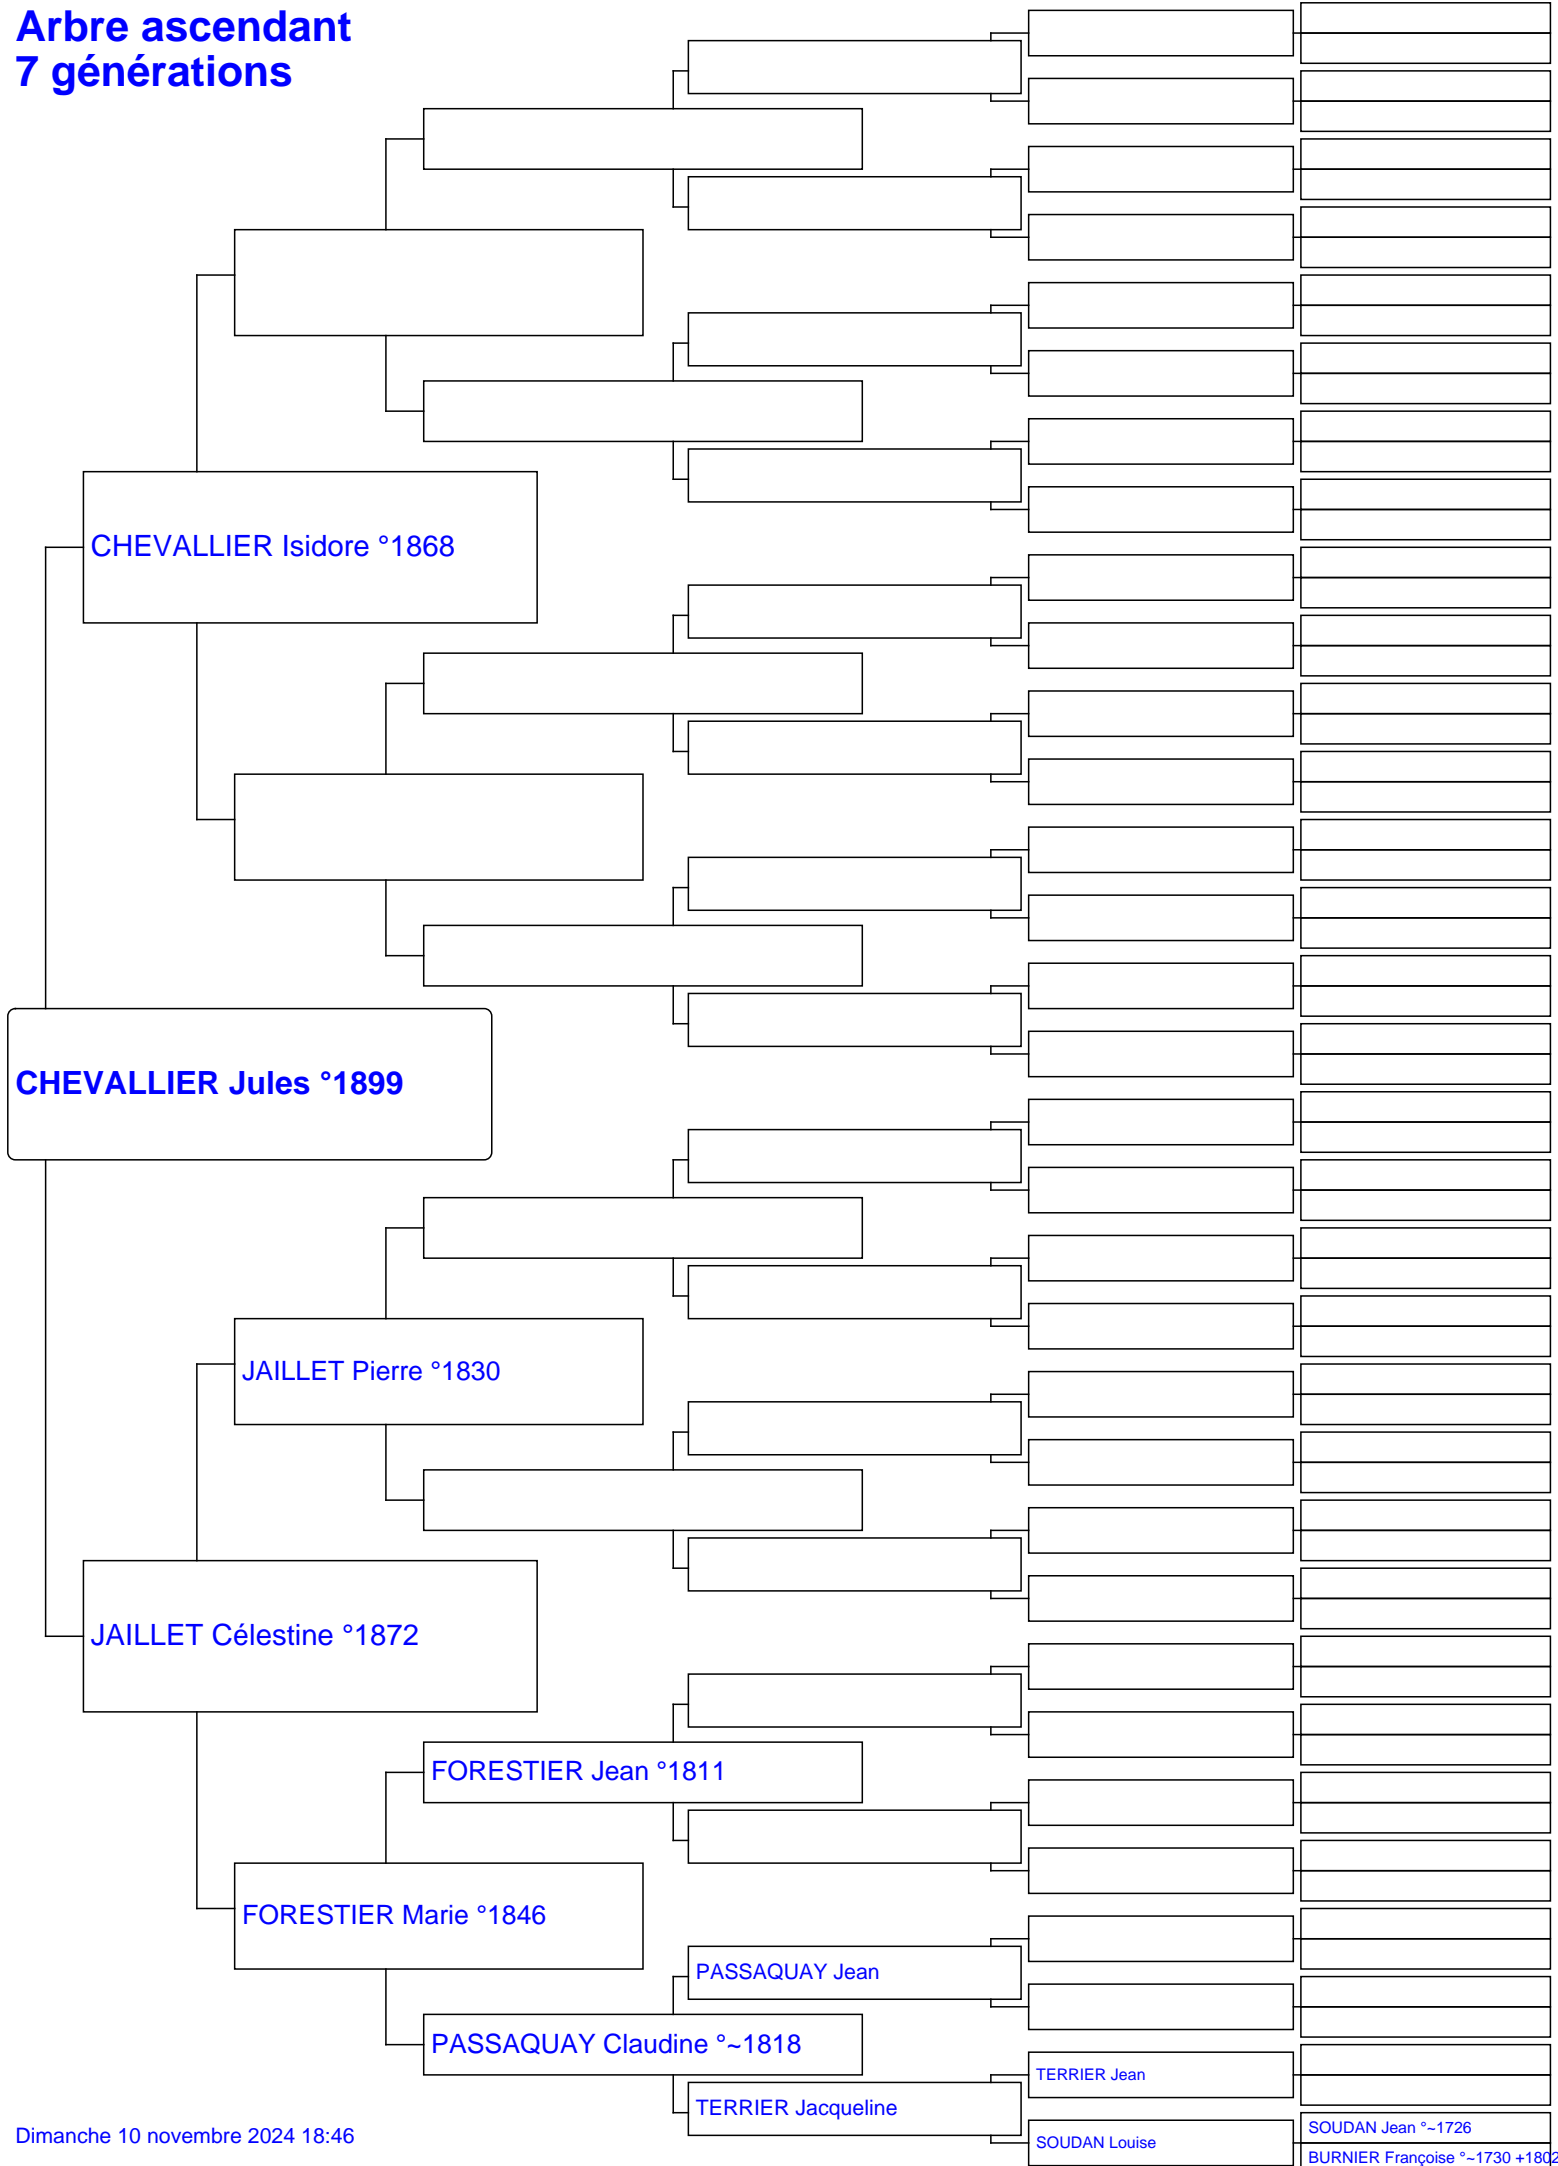 Arbre ascendant
7 générations
CHEVALLIER Isidore °1868
CHEVALLIER Jules °1899
JAILLET Pierre °1830
JAILLET Célestine °1872
FORESTIER Jean °1811
FORESTIER Marie °1846
PASSAQUAY Jean
PASSAQUAY Claudine °~1818
TERRIER Jean
TERRIER Jacqueline
SOUDAN Louise
SOUDAN Jean °~1726
BURNIER Françoise °~1730 +1802
Dimanche 10 novembre 2024 18:46